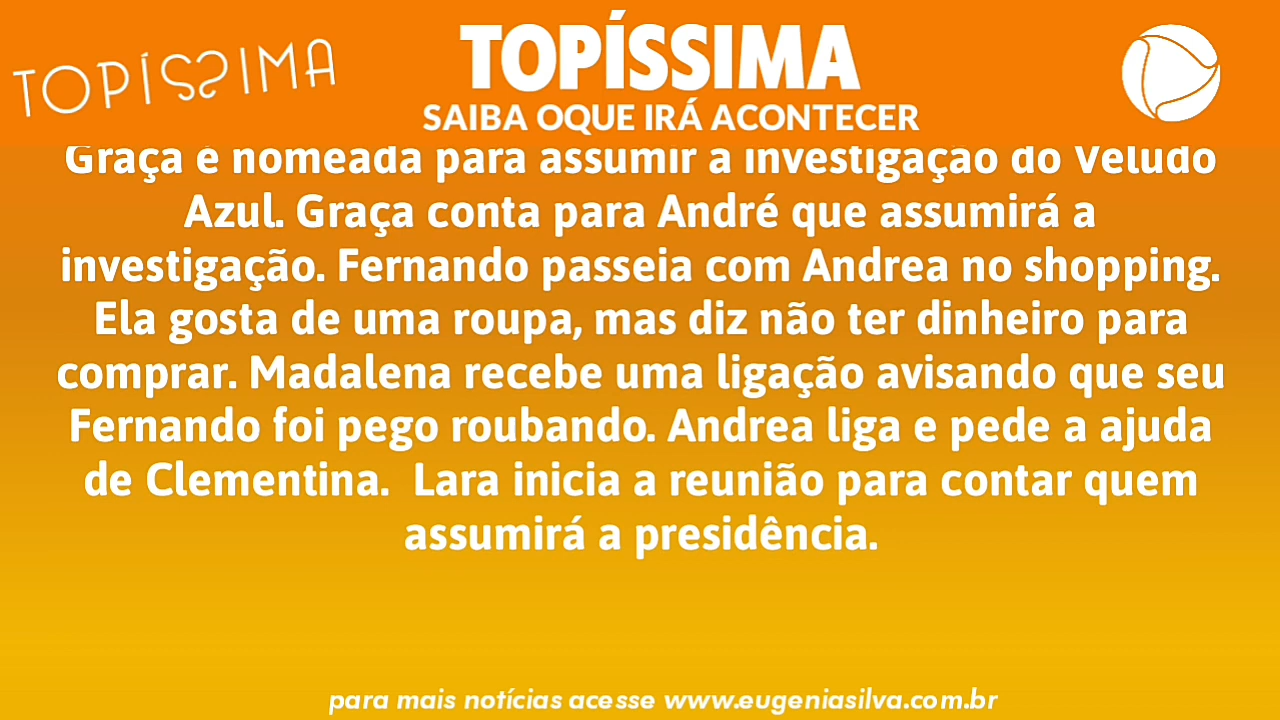 TOPÍSSIMA
TOPÍSSIMA
SAIBA OQUE IRÁ ACONTECER
Graça é nomeada para assumir a investigação do Veludo
Azul. Graça conta para André que assumirá a
investigação. Fernando passeia com Andrea no shopping.
Ela gosta de uma roupa, mas diz não ter dinheiro para
comprar. Madalena recebe uma ligação avisando que seu
Fernando foi pego roubando. Andrea liga e pede a ajuda
de Clementina.  Lara inicia a reunião para contar quem
assumirá a presidência.
para mais notícias acesse www.eugeniasilva.com.br